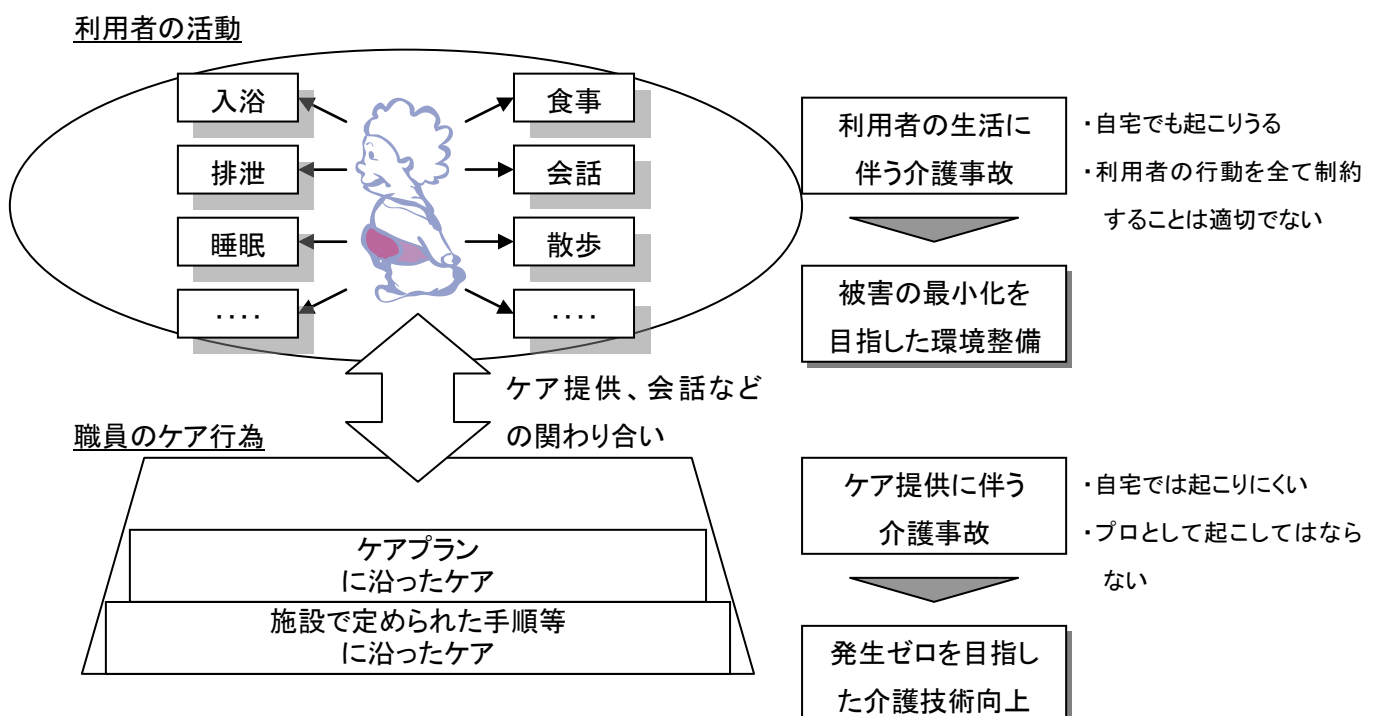 利用者の活動
入浴
食事
排泄
会話
睡眠
散歩
‥‥
‥‥
ケア提供、会話など
の関わり合い
職員のケア行為
ケアプラン
に沿ったケア
施設で定められた手順等
に沿ったケア
利用者の生活に
伴う介護事故
・自宅でも起こりうる
・利用者の行動を全て制約
することは適切でない
被害の最小化を
目指した環境整備
ケア提供に伴う
介護事故
・自宅では起こりにくい
・プロとして起こしてはなら
ない
発生ゼロを目指し
た介護技術向上